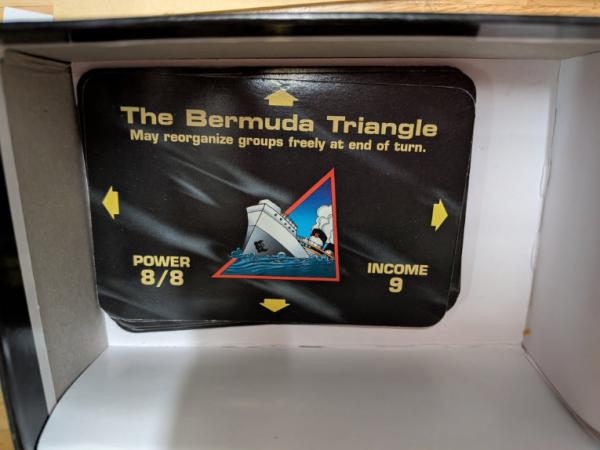 The Bermuda Triangle
May reorganize groups freely at end of turn.
POWER
8/8
INCOME
9